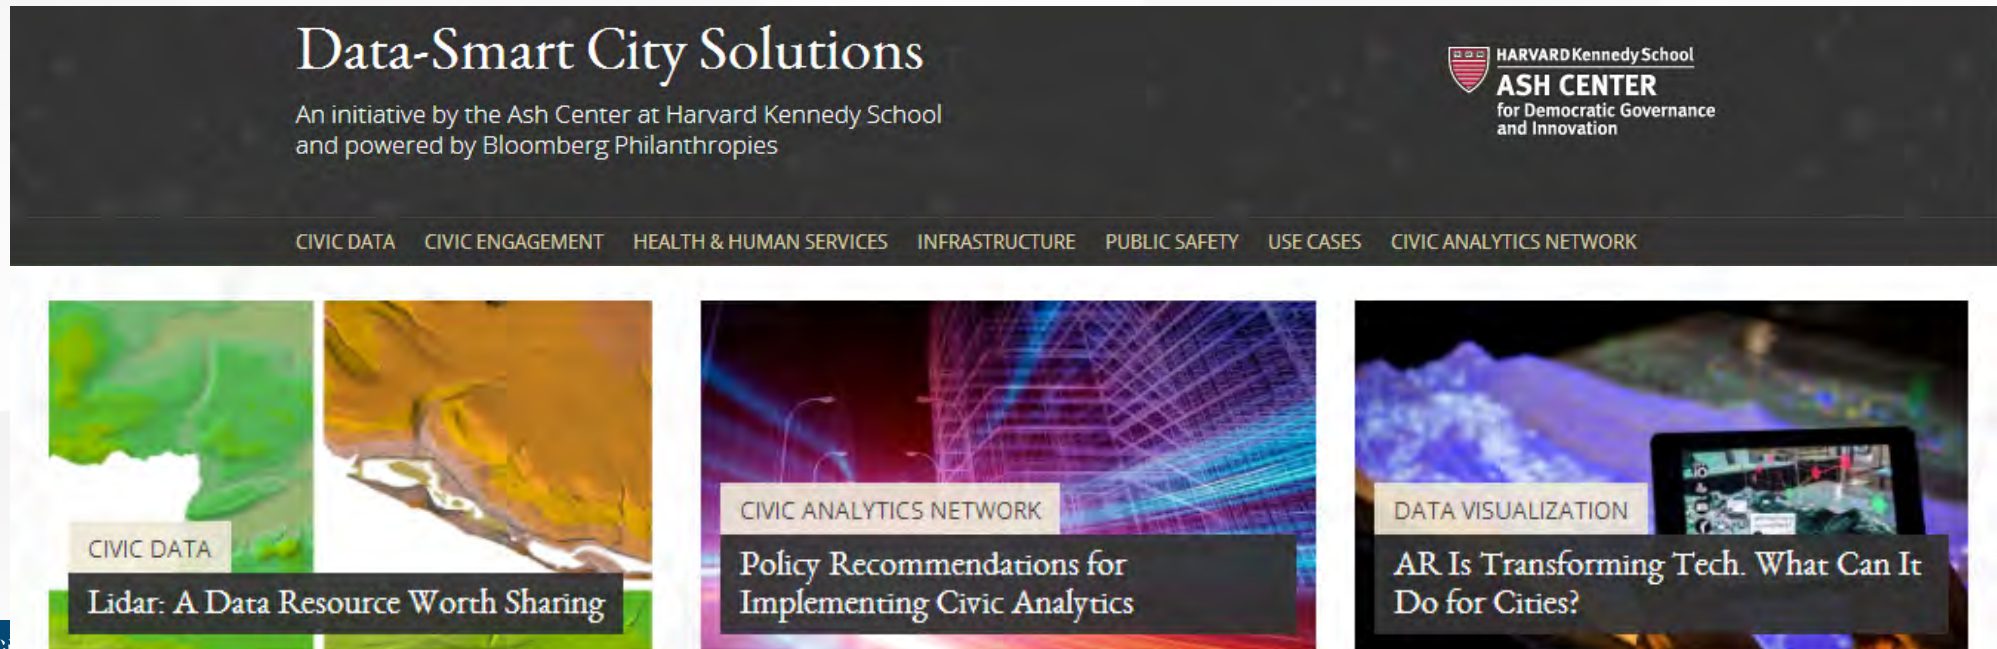 Data-Smart City Solutions
An initiative by the Ash Center at Harvard Kennedy School
and powered by Bloomberg Philanthropies
HARVARD Kennedy School
ASH CENTER
for Democratic Governance
and Innovation
CIVIC DATA CIVIC ENGAGEMENT HEALTH & HUMAN SERVICES INFRASTRUCTURE PUBLIC SAFETY USE CASES CIVIC ANALYTICS NETWORK
CIVIC DATA
Lidar: A Data Resource Worth Sharing
CIVIC ANALYTICS NETWORK
Policy Recommendations for
Implementing Civic Analytics
DATA VISUALIZATION
AR Is Transforming Tech. What Can It
Do for Cities?